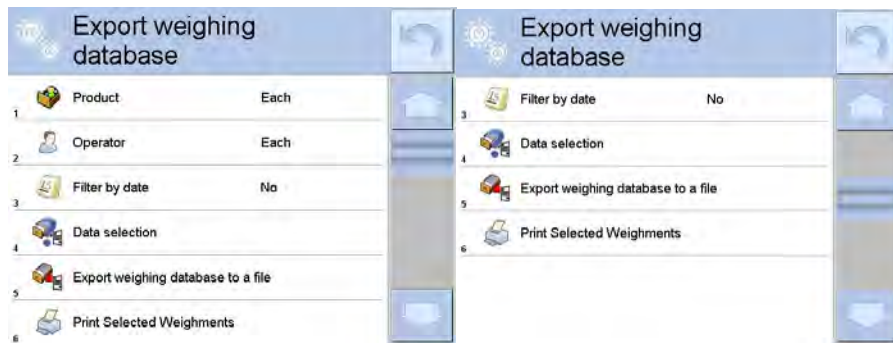 Export weighing
database
1 Product Each
2 Operator Each
3 Filter by date No
4 Data selection
5 Export weighing database to a file
6 Print Selected Weighments
Export weighing
database
3 Filter by date No
4 Data selection
5 Export weighing database to a file
6 Print Selected Weighments